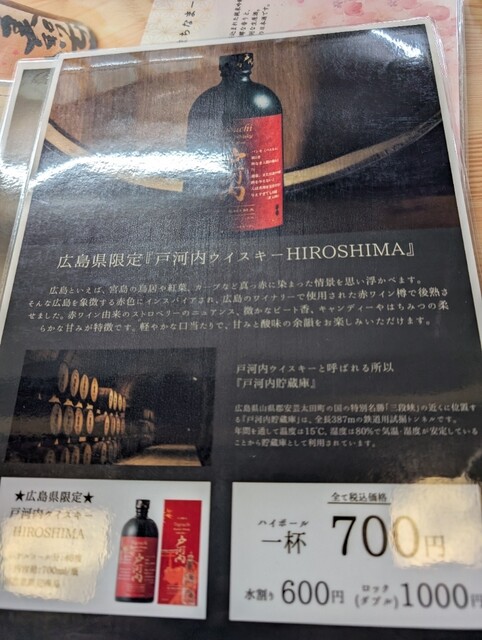 戸河内
広島県限定『戸河内ウイスキーHIROSHIMA』
広島といえば、宮島の鳥居や紅葉、カープなど真っ赤に染まった情景を思い浮かべます。
そんな広島を象徴する赤色にインスパイアされ、広島のワイナリーで使用された赤ワイン樽で後熟さ
せました。赤ワイン由来のストロベリーのニュアンス、微かなピート香、キャンディーやはちみつの柔
らかな甘みが特徴です。軽やかな口当たりで、甘みと酸味の余韻をお楽しみいただけます。
戸河内ウイスキーと呼ばれる所以
『戸河内貯蔵庫』
広島県山県郡安芸太田町の国の特別名勝「三段峡」の近くに位置す
る『戸河内貯蔵庫』は、全長387mの鉄道用試掘トンネルです。
年間を通して温度は15℃、湿度は80%で気温・湿度が安定している
ことから貯蔵庫として利用されています。
★広島県限定★
戸河内ウイスキー
HIROSHIMA
700ml
戸河内
全て税込価格
ハイボール
一杯 700円
水割り 600円 ロック(ダブル) 1000円